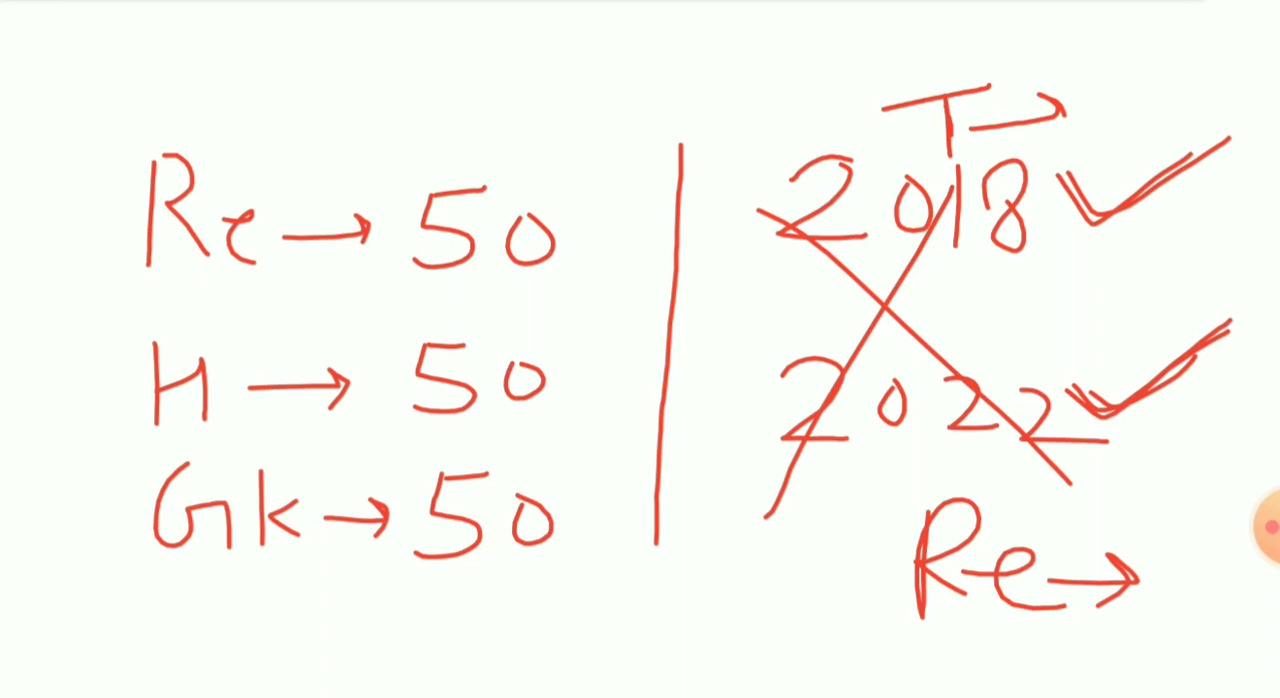 Re → 50
H → 50
Gk → 50
T →
2018
2022
Re →